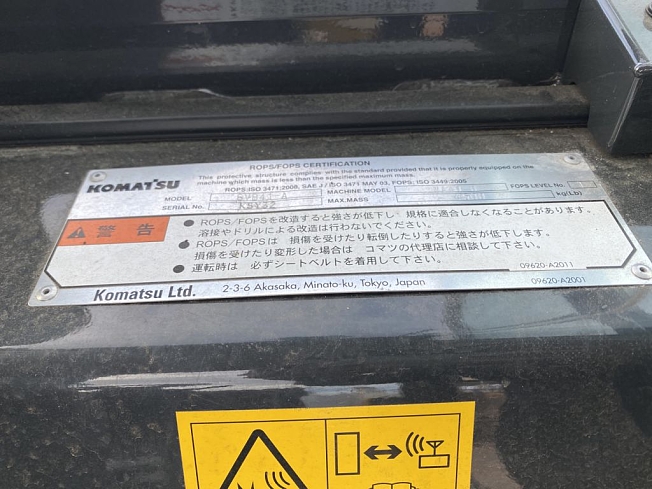 ROPS/FOPS CERTIFICATION
This protective structure complies with the standard provided that it is properly equipped on the
machine which mass is less than the specified maximum mass.
ROPS:ISO 3471:2008, SAE J / ISO 3471 MAY 03, FOPS: ISO 3449:2005
KOMATSU
MODEL
MACHINE MODEL
FOPS LEVEL No.
SERIAL No.
MAX.MASS
kg(Lb)
警告
● ROPS/FOPSを改造すると強さが低下し 規格に適合しなくなることがあります。
溶接やドリルによる改造は行わないでください。
● ROPS/FOPSは 損傷を受けたり転倒したりすると強さが低下します。
損傷を受けたり変形した場合は コマツの代理店に相談して下さい。
● 運転時は 必ずシートベルトを着用して下さい。
09620-A2011
Komatsu Ltd. 2-3-6 Akasaka, Minato-ku, Tokyo, Japan
09620-A2001